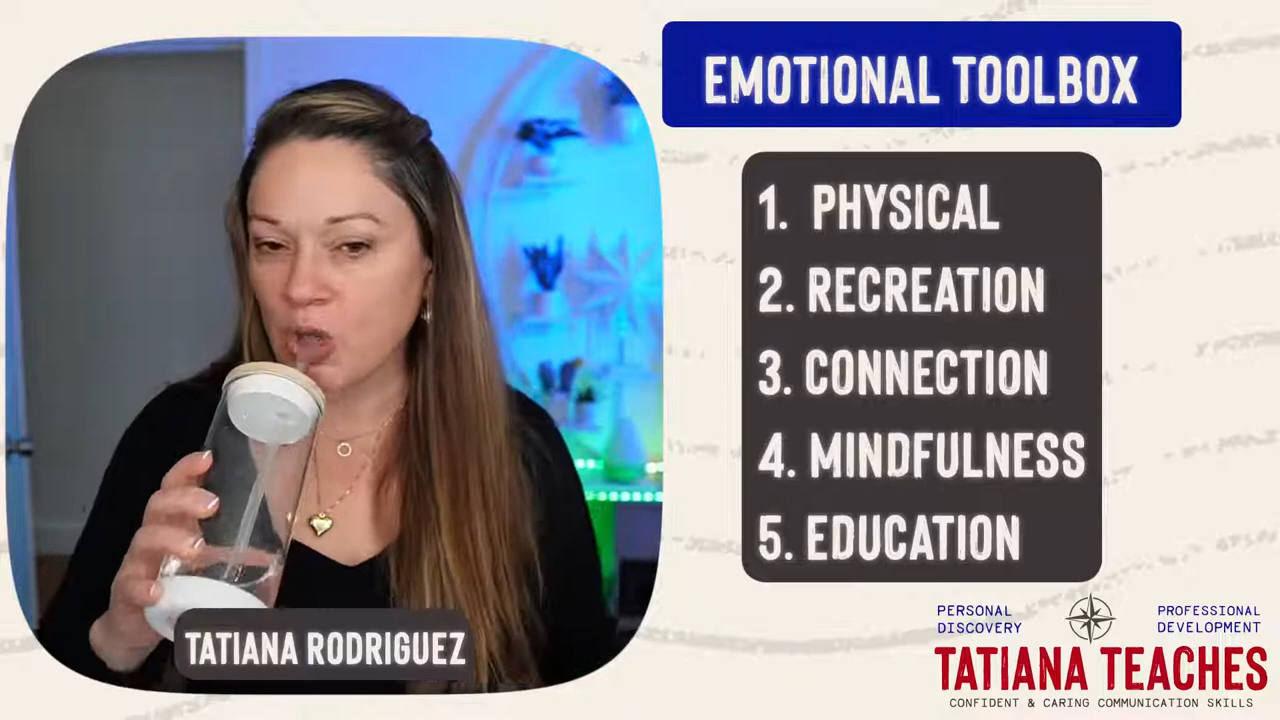 EMOTIONAL TOOLBOX
1. PHYSICAL
2. RECREATION
3. CONNECTION
4. MINDFULNESS
5. EDUCATION
TATIANA RODRIGUEZ
PERSONAL
DISCOVERY
PROFESSIONAL
DEVELOPMENT
TATIANA TEACHES
CONFIDENT & CARING COMMUNICATION SKILLS